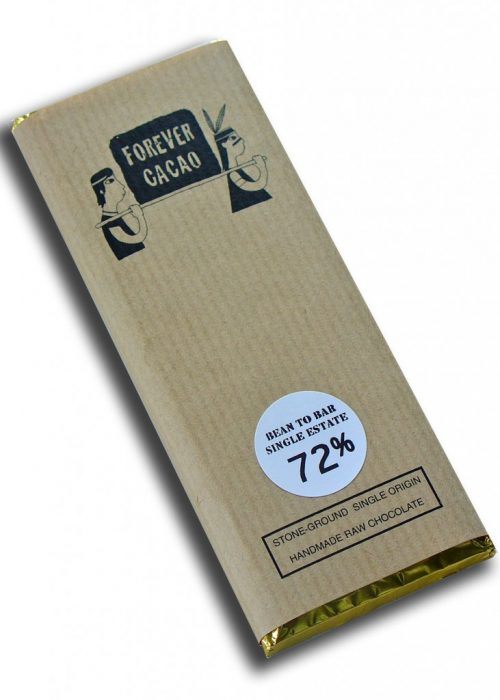 FOREVER
CACAO
BEAN TO BAR
SINGLE ESTATE
72%
STONE-GROUND SINGLE ORIGIN
HANDMADE RAW CHOCOLATE